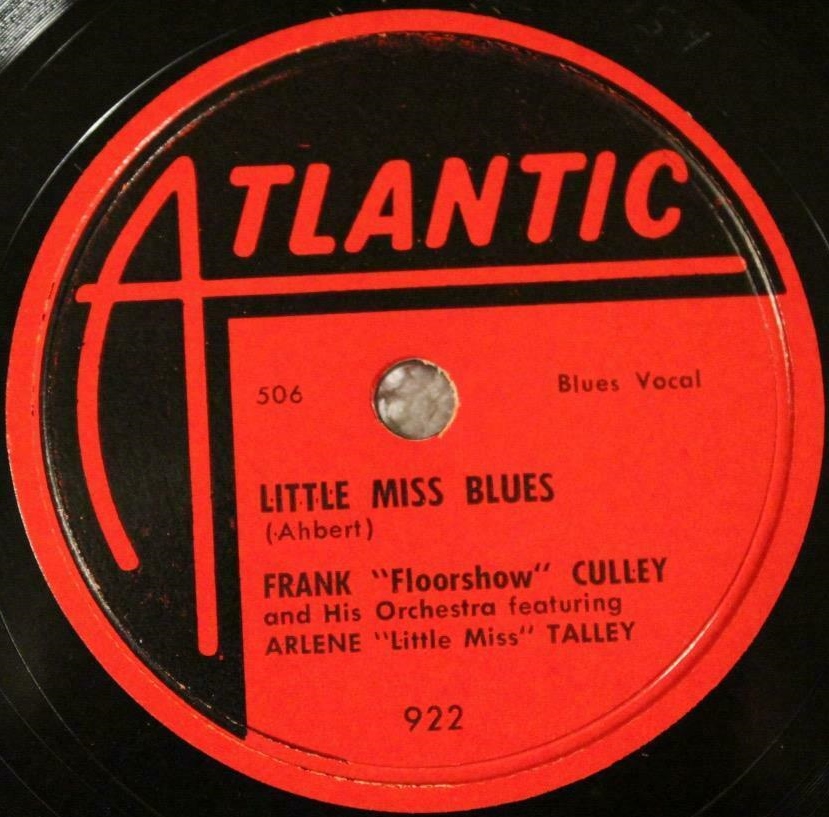 ATLANTIC
506 Blues Vocal
LITTLE MISS BLUES
(Ahbert)
FRANK "Floorshow" CULLEY
and His Orchestra featuring
ARLENE "Little Miss" TALLEY
922